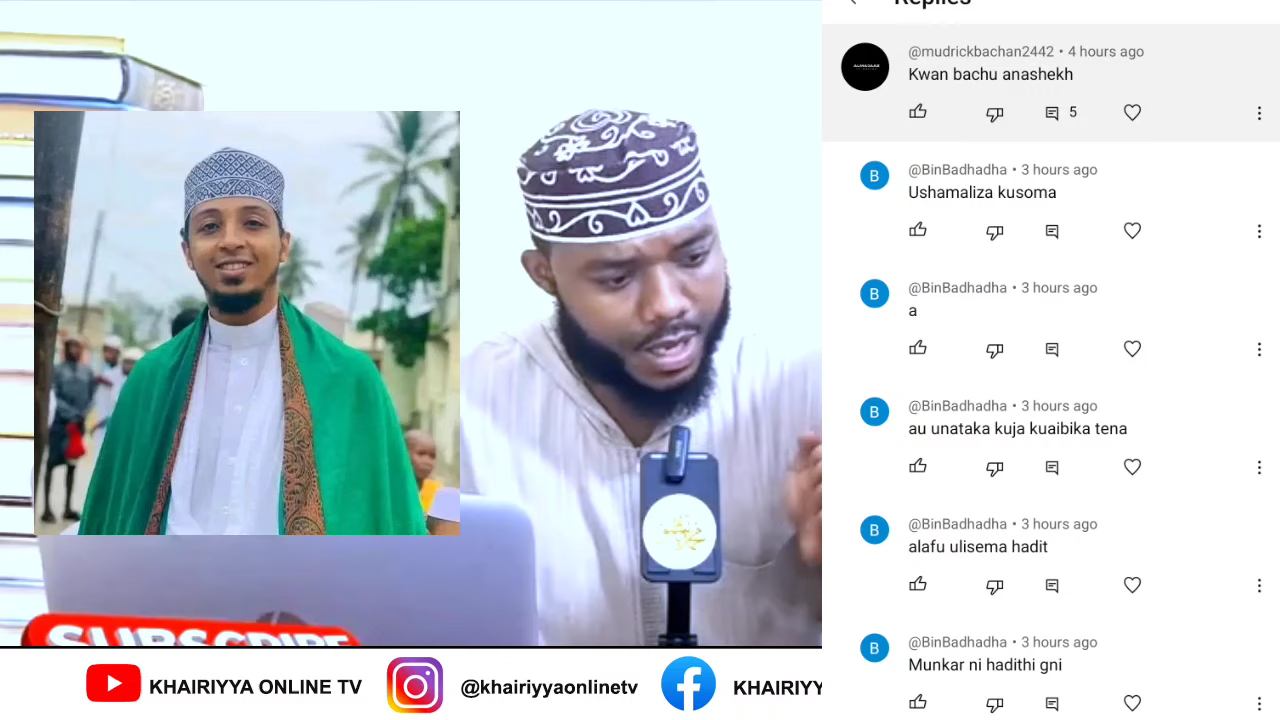 Replies
@mudrickbachan2442 • 4 hours ago
Kwan bachu anashekh
5
B
@BinBadhadha • 3 hours ago
Ushamaliza kusoma
B
@BinBadhadha • 3 hours ago
a
B
@BinBadhadha • 3 hours ago
au unataka kuja kuaibika tena
B
@BinBadhadha • 3 hours ago
alafu ulisema hadit
B
@BinBadhadha • 3 hours ago
Munkar ni hadithi gni
SUBSCRIBE
KHAIRIYYA ONLINE TV
@khairiyyaonlinetv
KHAIRIYY